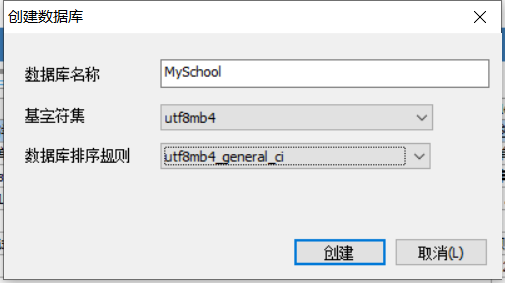 创建数据库
数据库名称
MySchool
基字符集
utf8mb4
数据库排序规则
utf8mb4_general_ci
创建
取消(L)